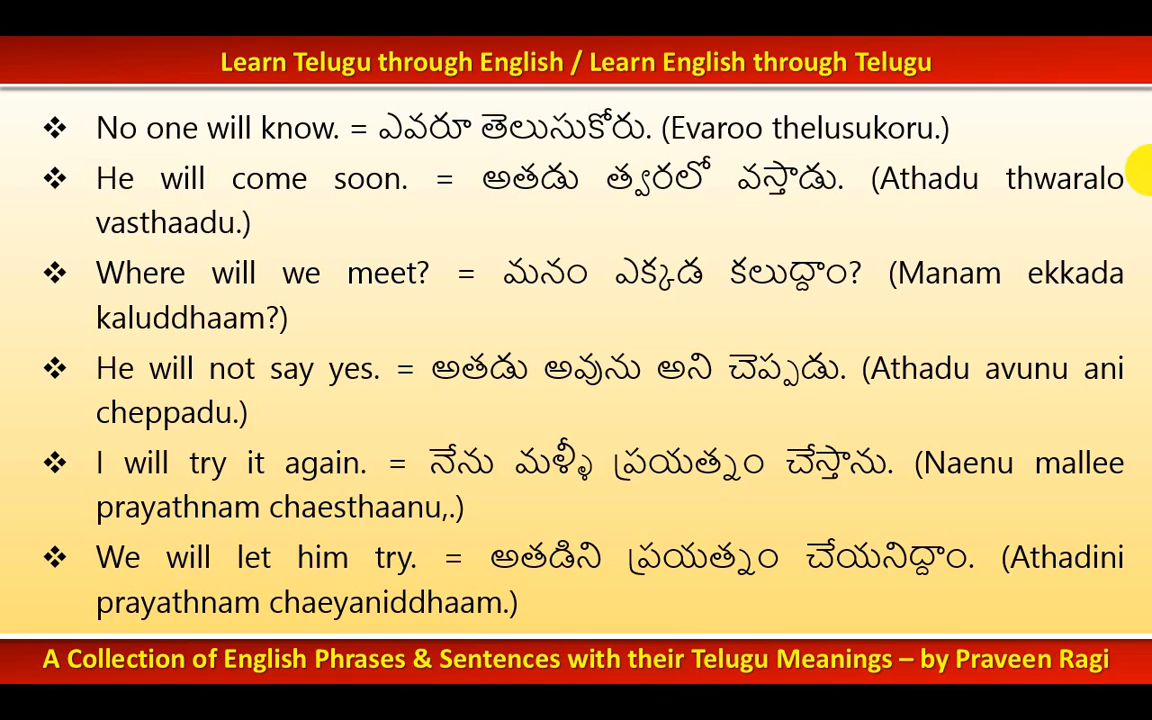 Learn Telugu through English / Learn English through Telugu
❖ No one will know. = ఎవరూ తెలుసుకోరు. (Evaroo thelusukoru.)
❖ He will come soon. = అతడు త్వరలో వస్తాడు. (Athadu thwaralo
vasthaadu.)
❖ Where will we meet? = మనం ఎక్కడ కలుద్దాం? (Manam ekkada
kaluddhaam?)
❖ He will not say yes. = అతడు అవును అని చెప్పడు. (Athadu avunu ani
cheppadu.)
❖ I will try it again. = నేను మళ్ళీ ప్రయత్నం చేస్తాను. (Naenu mallee
prayathnam chaesthaanu,.)
❖ We will let him try. = అతడిని ప్రయత్నం చేయనిద్దాం. (Athadini
prayathnam chaeyaniddhaam.)
A Collection of English Phrases & Sentences with their Telugu Meanings – by Praveen Ragi